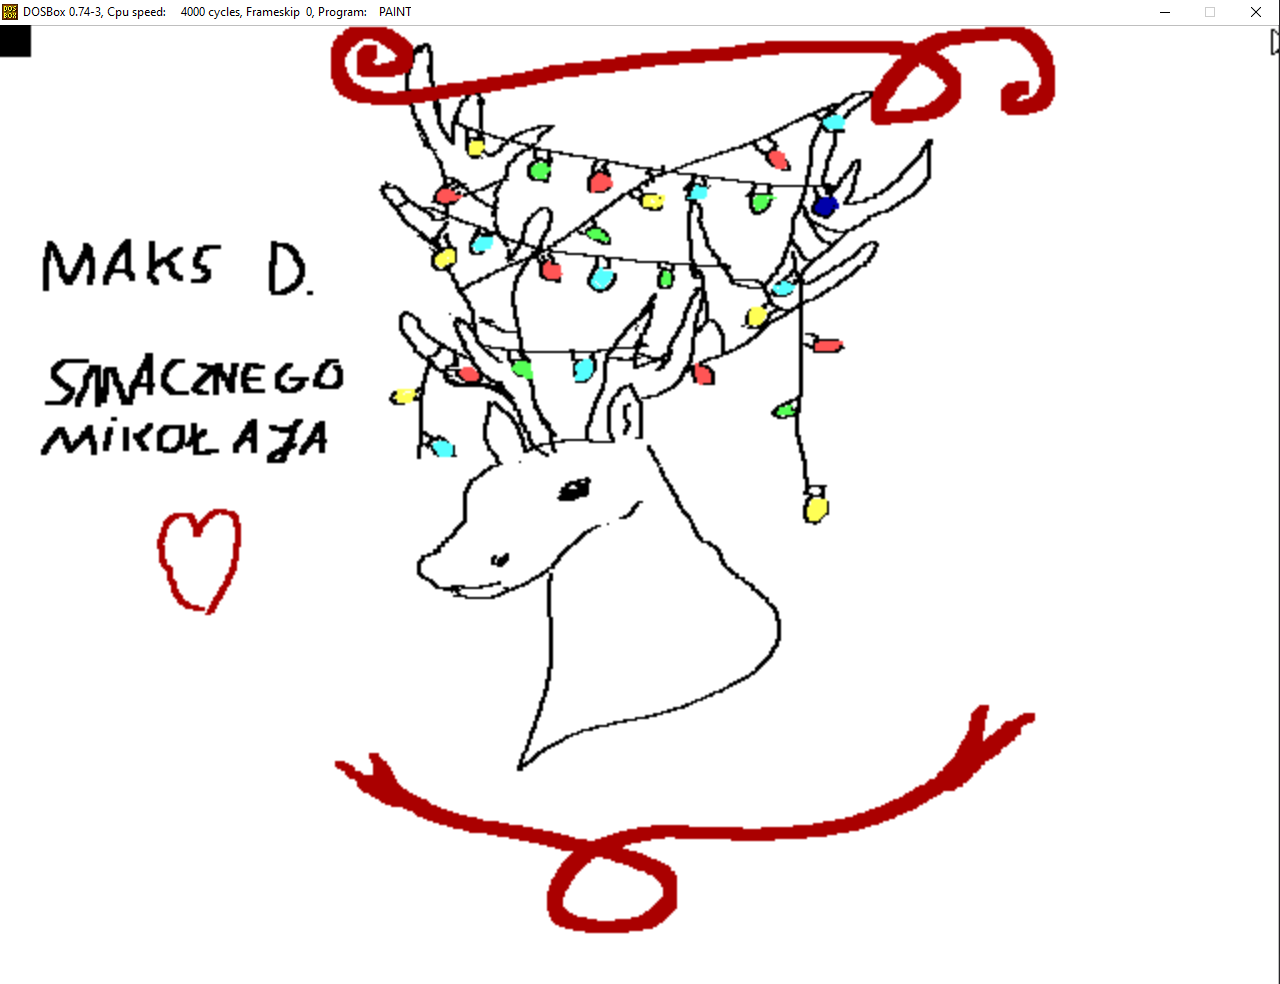 DOSBox 0.74-3, Cpu speed: 4000 cycles, Frameskip 0, Program: PAINT
MAKS D.
SMACZNEGO
MIKOŁAJA